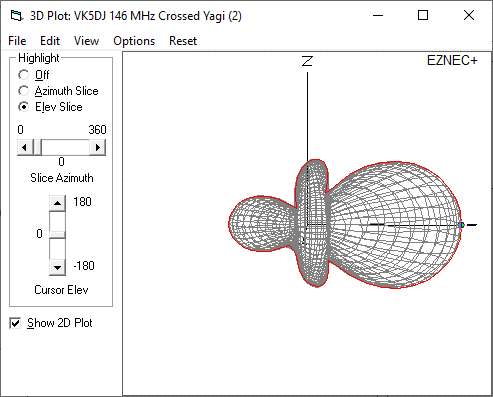 3D Plot: VK5DJ 146 MHz Crossed Yagi (2)
File Edit View Options Reset
Highlight
Off
Azimuth Slice
Elev Slice
0 360
0
Slice Azimuth
180
0
-180
Cursor Elev
Show 2D Plot
EZNEC+
Z